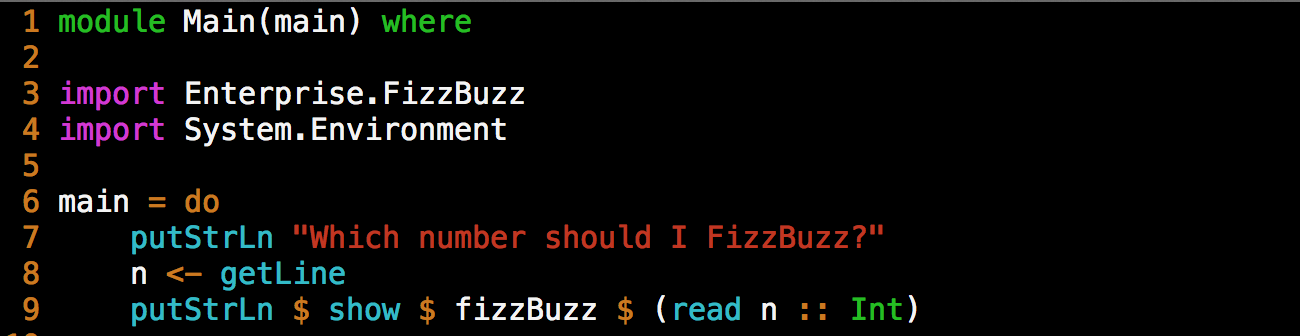 1 module Main(main) where
2
3 import Enterprise.FizzBuzz
4 import System.Environment
5
6 main = do
7     putStrLn "Which number should I FizzBuzz?"
8     n <- getLine
9     putStrLn $ show $ fizzBuzz $ (read n :: Int)